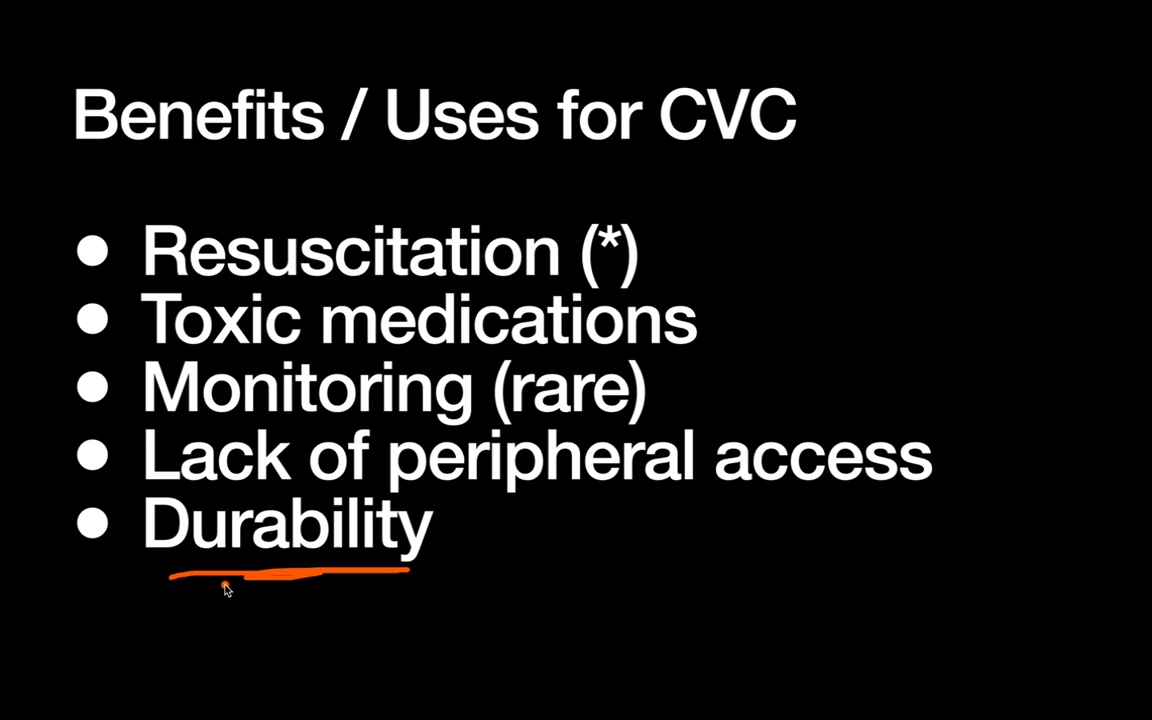 Benefits / Uses for CVC
● Resuscitation (*)
● Toxic medications
● Monitoring (rare)
● Lack of peripheral access
● Durability